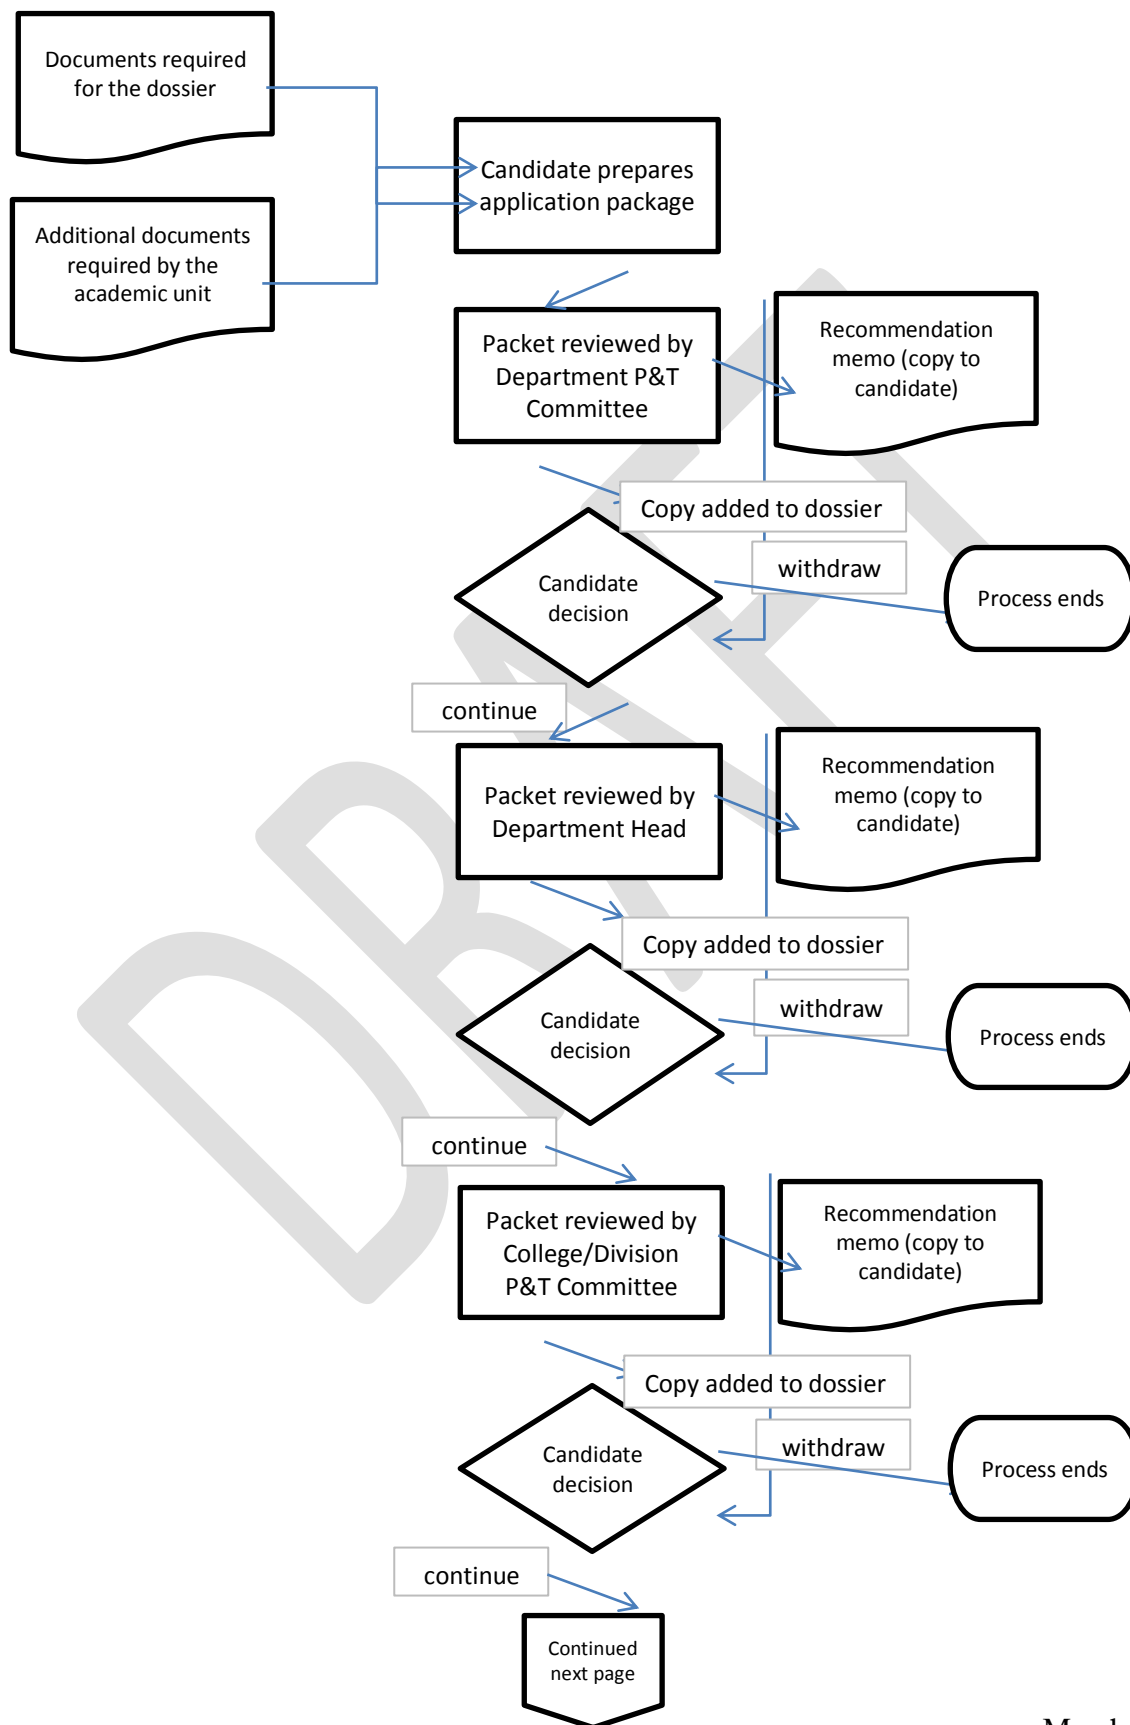 Documents required
for the dossier
Candidate prepares
application package
Additional documents
required by the
academic unit
Packet reviewed by
Department P&T
Committee
Recommendation
memo (copy to
candidate)
Copy added to dossier
withdraw
Candidate
decision
Process ends
continue
Packet reviewed by
Department Head
Recommendation
memo (copy to
candidate)
Copy added to dossier
withdraw
Candidate
decision
Process ends
continue
Packet reviewed by
College/Division
P&T Committee
Recommendation
memo (copy to
candidate)
Copy added to dossier
withdraw
Candidate
decision
Process ends
continue
Continued
next page
DRAFT